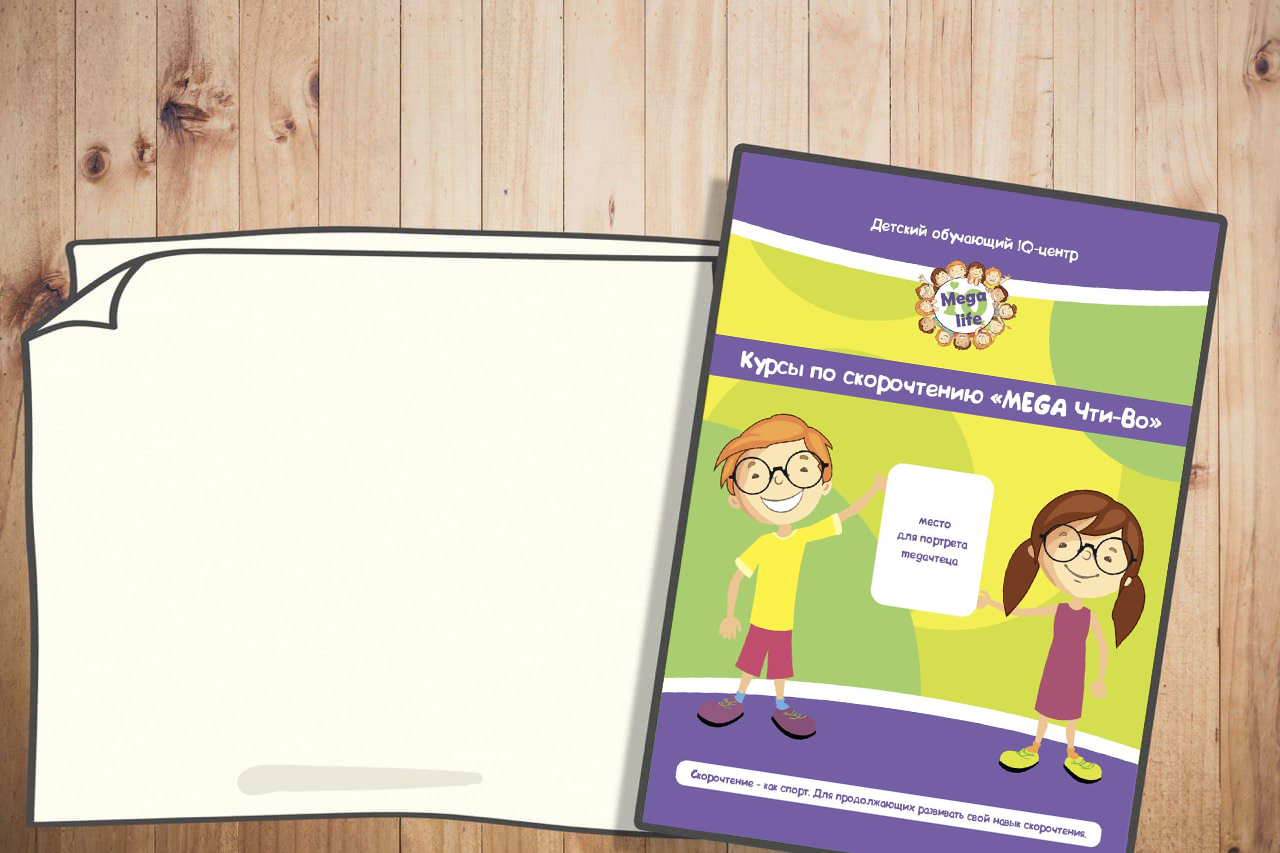 Детский обучающий IQ-центр
Mega
life
Курсы по скорочтению «MEGA Чти-Во»
место
для портрета
мегачтеца
Скорочтение - как спорт. Для продолжающих развивать свой навык скорочтения.